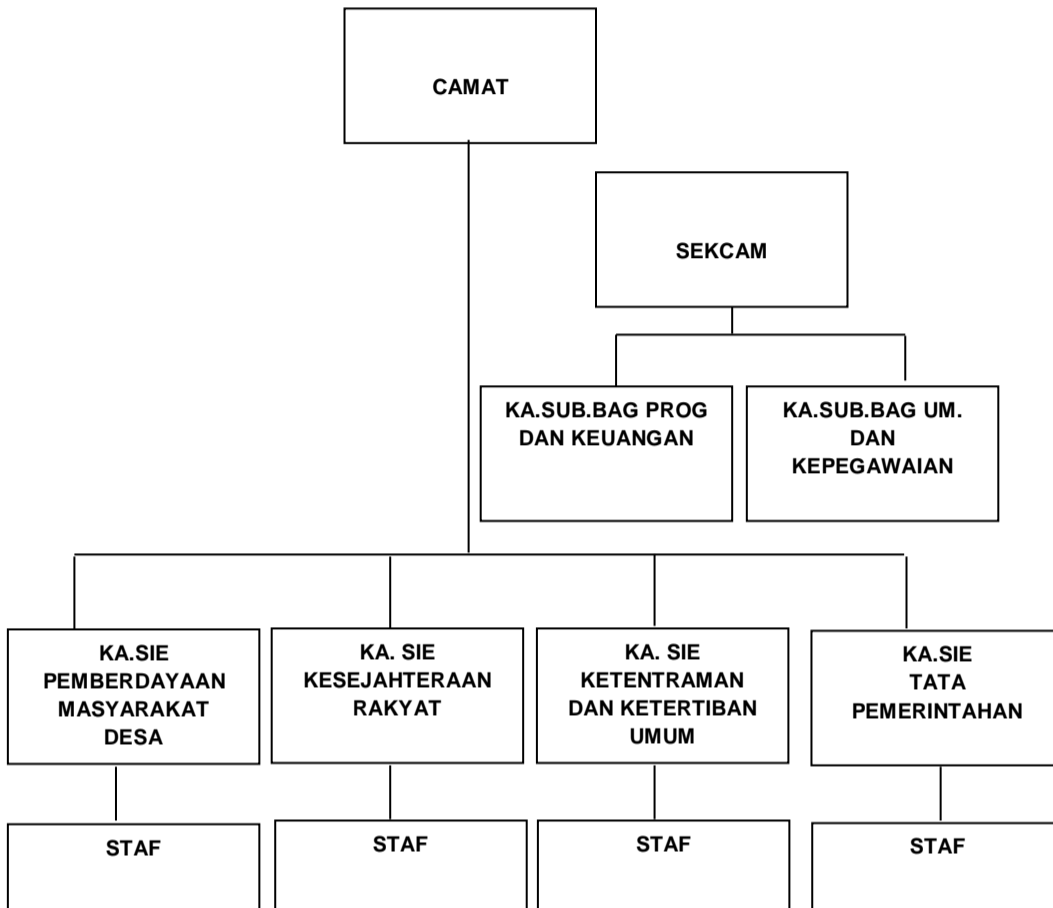 CAMAT
SEKCAM
KA.SUB.BAG PROG
DAN KEUANGAN
KA.SUB.BAG UM.
DAN
KEPEGAWAIAN
KA.SIE
PEMBERDAYAAN
MASYARAKAT
DESA
KA. SIE
KESEJAHTERAAN
RAKYAT
KA. SIE
KETENTRAMAN
DAN KETERTIBAN
UMUM
KA.SIE
TATA
PEMERINTAHAN
STAF
STAF
STAF
STAF